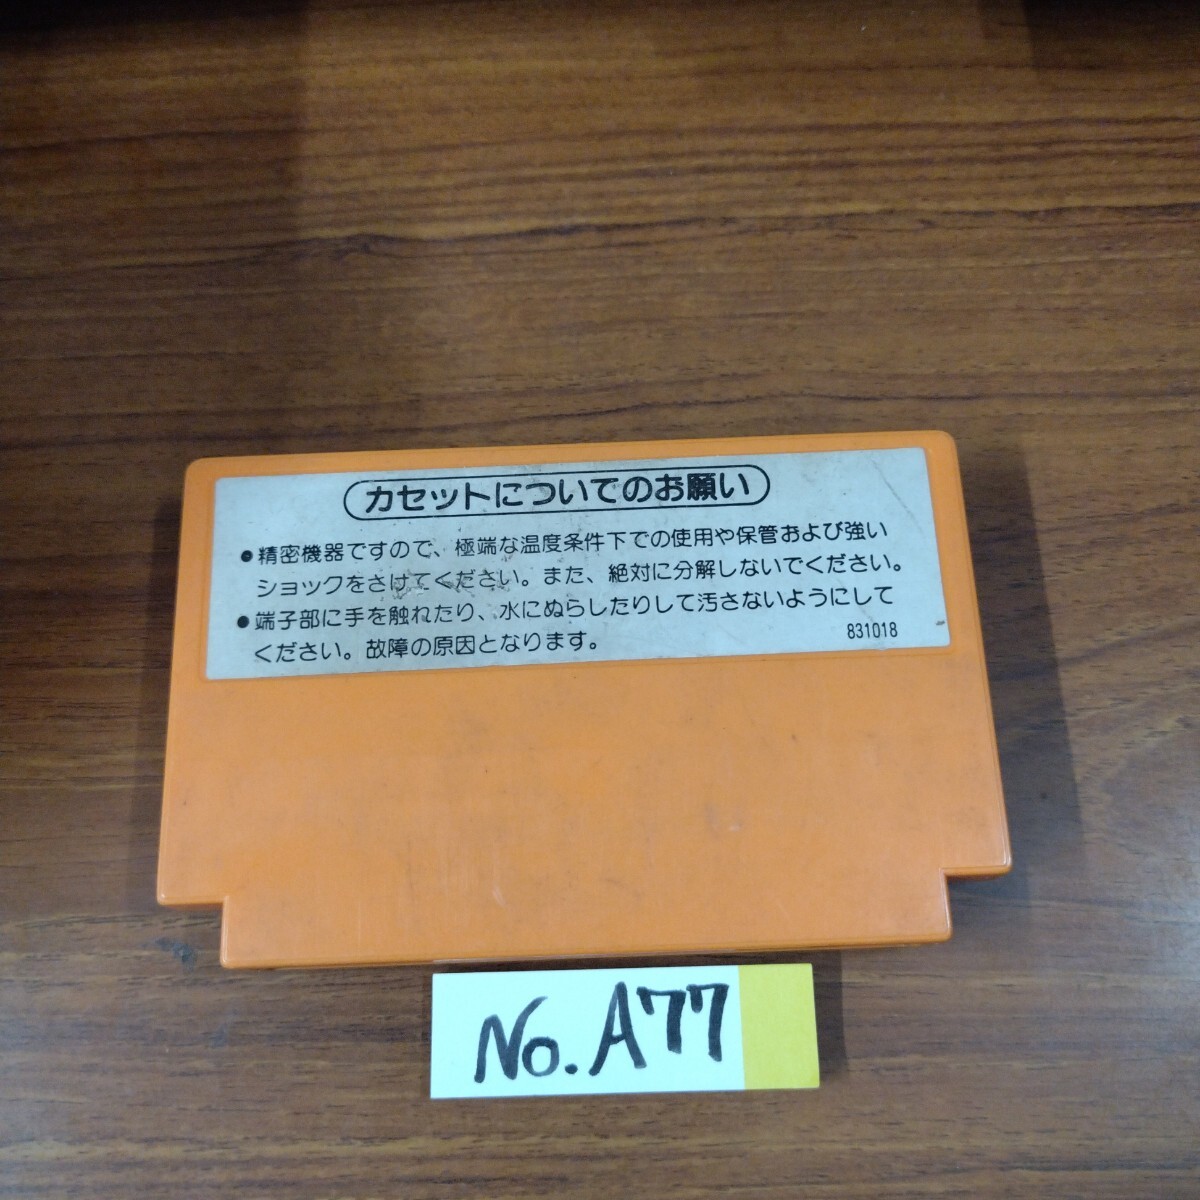 カセットについてのお願い
●精密機器ですので、極端な温度条件下での使用や保管および強い
ショックをさけてください。また、絶対に分解しないでください。
●端子部に手を触れたり、水にぬらしたりして汚さないようにして
ください。故障の原因となります。
831018
No. A77